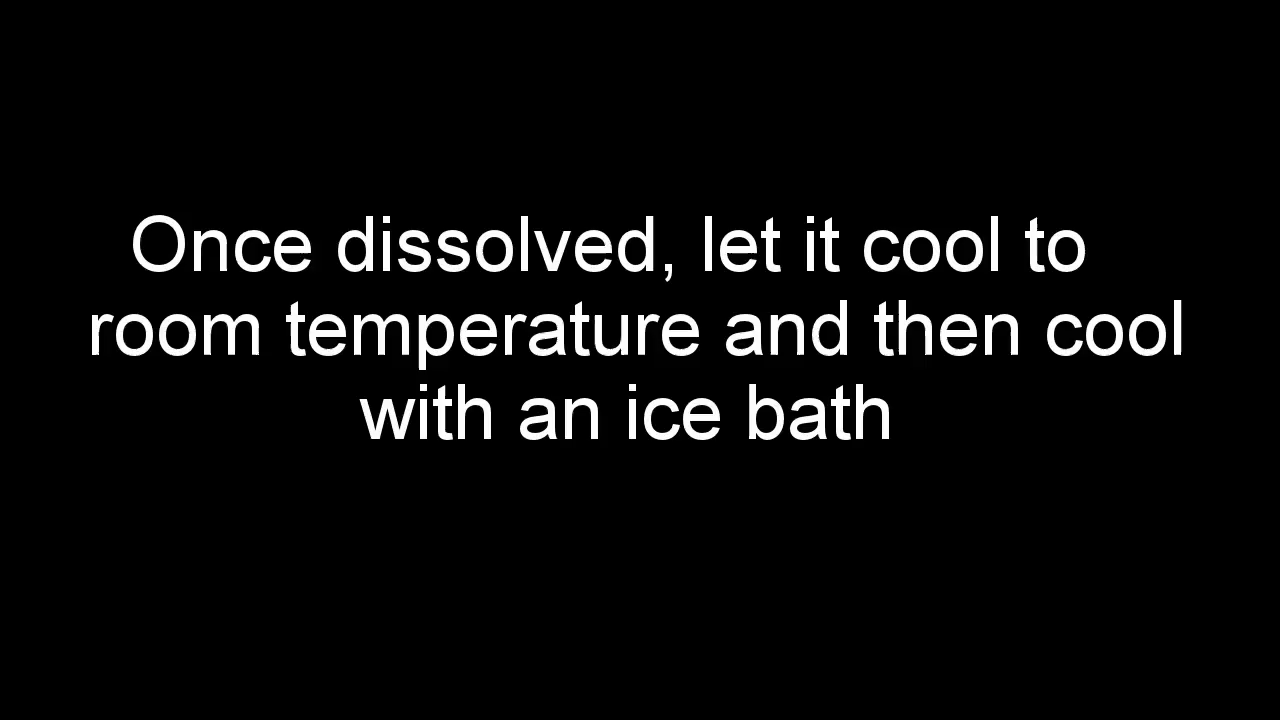 Once dissolved, let it cool to
room temperature and then cool
with an ice bath